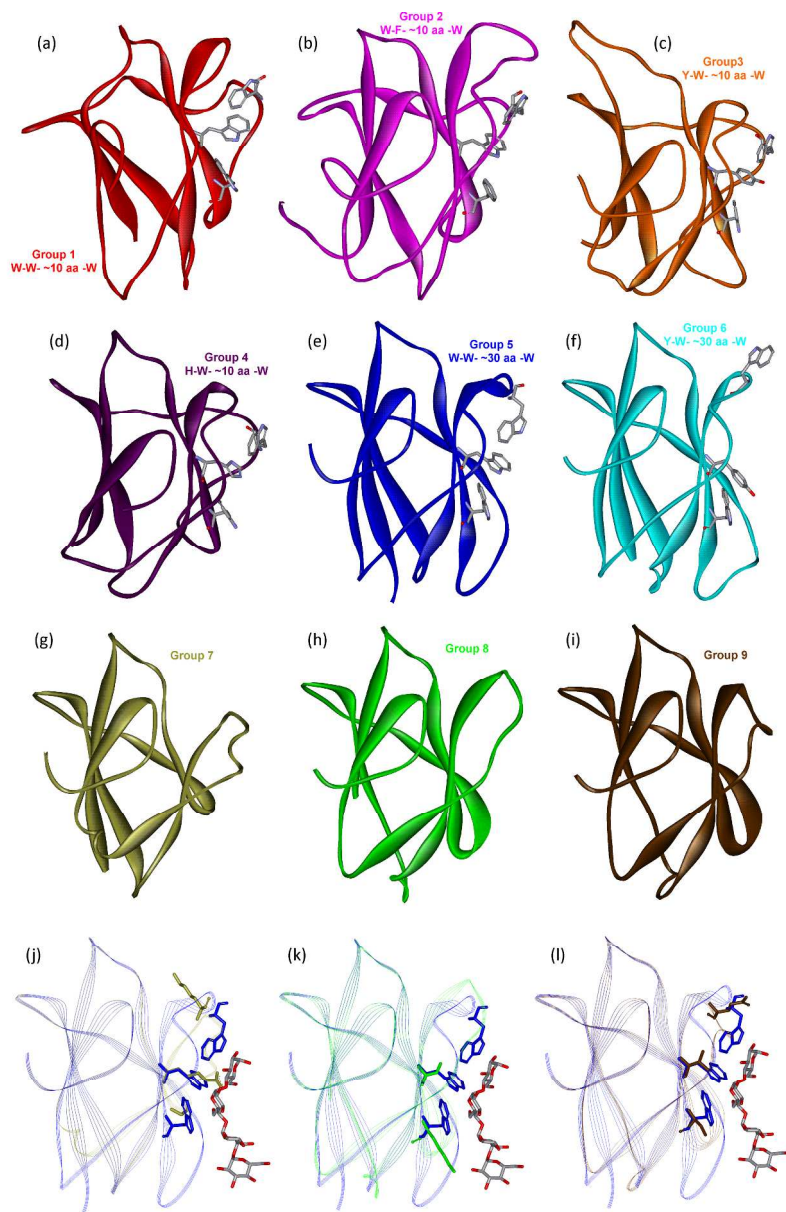 (a)
Group 1
W-W- ~10 aa -W
(b)
Group 2
W-F- ~10 aa -W
(c)
Group3
Y-W- ~10 aa -W
(d)
Group 4
H-W- ~10 aa -W
(e)
Group 5
W-W- ~30 aa -W
(f)
Group 6
Y-W- ~30 aa -W
(g)
Group 7
(h)
Group 8
(i)
Group 9
(j)
(k)
(l)